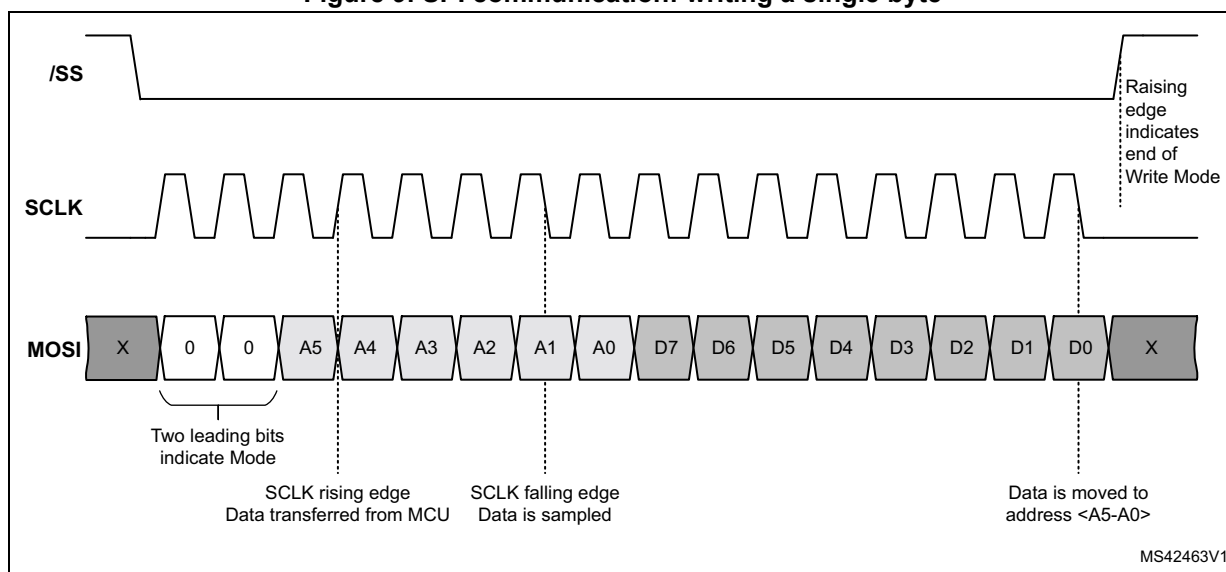 Figure 9. SPI communication: writing a single byte
/SS
Raising
edge
indicates
end of
Write Mode
SCLK
MOSI X 0 0 A5 A4 A3 A2 A1 A0 D7 D6 D5 D4 D3 D2 D1 D0 X
Two leading bits
indicate Mode
SCLK rising edge
Data transferred from MCU
SCLK falling edge
Data is sampled
Data is moved to
address <A5-A0>
MS42463V1